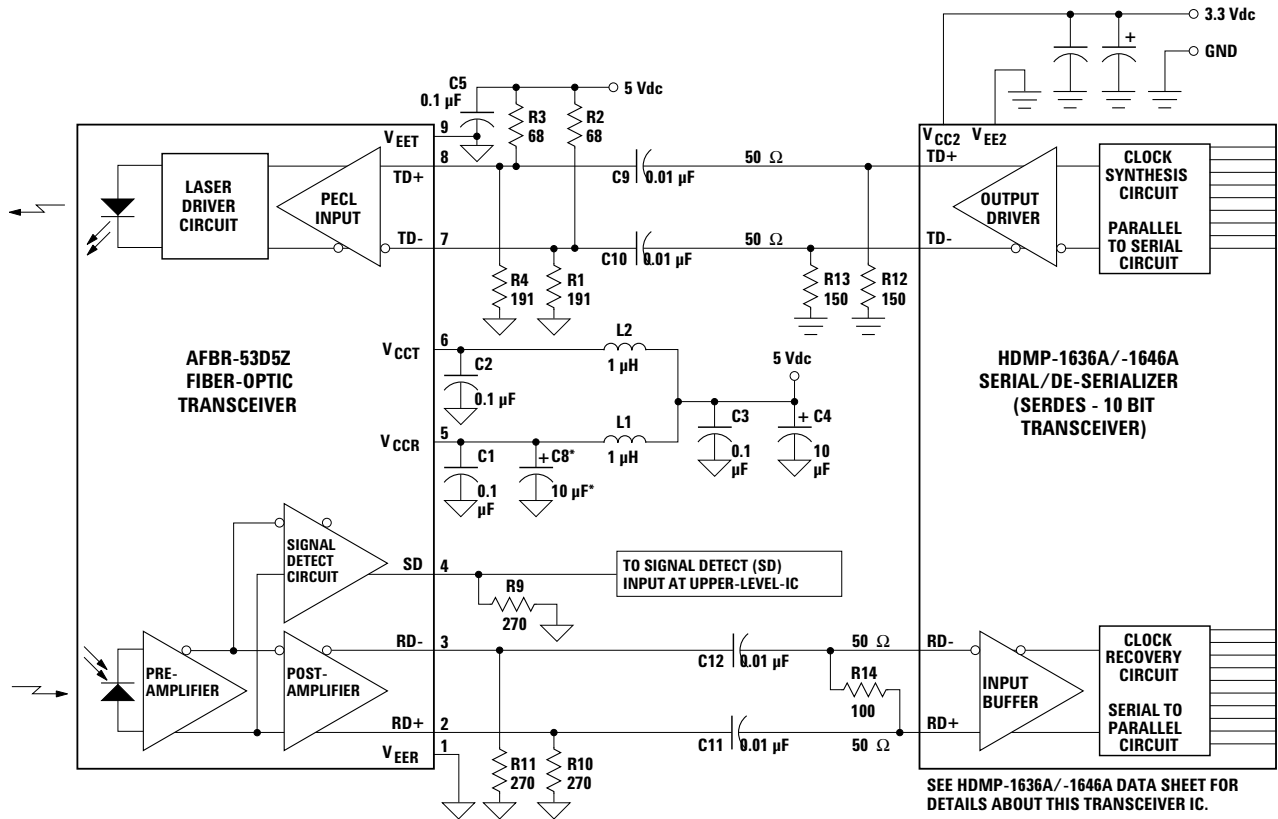 3.3 Vdc
GND
C5
0.1 µF
5 Vdc
R3
68
R2
68
9
VEET
VCC2
VEE2
8
TD+
C9
0.01 µF
50 Ω
TD+
LASER
DRIVER
CIRCUIT
PECL
INPUT
OUTPUT
DRIVER
CLOCK
SYNTHESIS
CIRCUIT
PARALLEL
TO SERIAL
CIRCUIT
7
TD-
C10
0.01 µF
50 Ω
TD-
R4
191
R1
191
R13
150
R12
150
AFBR-53D5Z
FIBER-OPTIC
TRANSCEIVER
6
VCCT
L2
1 µH
C2
0.1 µF
5 Vdc
HDMP-1636A/-1646A
SERIAL/DE-SERIALIZER
(SERDES - 10 BIT
TRANSCEIVER)
5
VCCR
L1
1 µH
C1
0.1
µF
+ C8*
10 µF*
C3
0.1
µF
+ C4
10
µF
SIGNAL
DETECT
CIRCUIT
SD
4
R9
270
TO SIGNAL DETECT (SD)
INPUT AT UPPER-LEVEL-IC
RD-
3
C12
0.01 µF
50 Ω
RD-
PRE-
AMPLIFIER
POST-
AMPLIFIER
R14
100
INPUT
BUFFER
CLOCK
RECOVERY
CIRCUIT
SERIAL TO
PARALLEL
CIRCUIT
RD+
2
C11
0.01 µF
50 Ω
RD+
1
VEER
R11
270
R10
270
SEE HDMP-1636A/-1646A DATA SHEET FOR
DETAILS ABOUT THIS TRANSCEIVER IC.
+